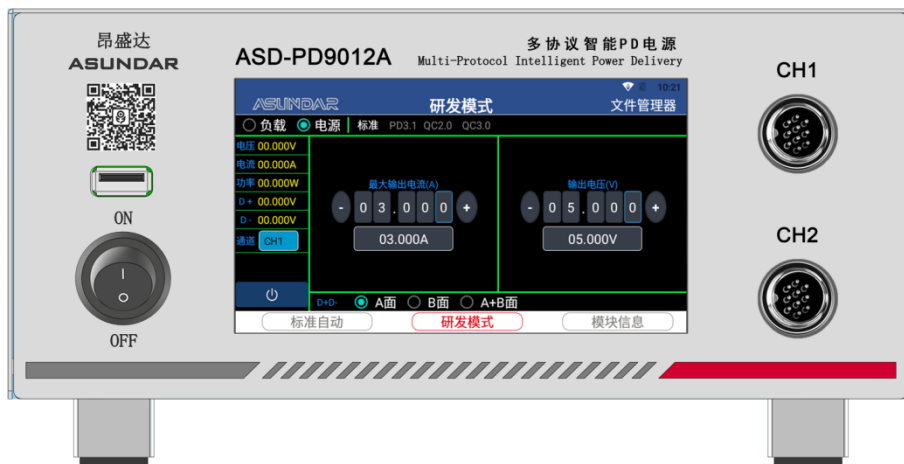 昂盛达
ASUNDAR
ON
OFF
ASD-PD9012A
多协议智能PD电源
Multi-Protocol Intelligent Power Delivery
10:21
ASUNDAR
研发模式
文件管理器
负载 电源 标准 PD3.1 QC2.0 QC3.0
电压 00.000V
电流 00.000A
功率 00.000W
D+ 00.000V
D- 00.000V
通道 CH1
最大输出电流(A)
- 0 3 . 0 0 0 +
03.000A
输出电压(V)
- 0 5 . 0 0 0 +
05.000V
D+D- A面 B面 A+B面
标准自动 研发模式 模块信息
CH1
CH2